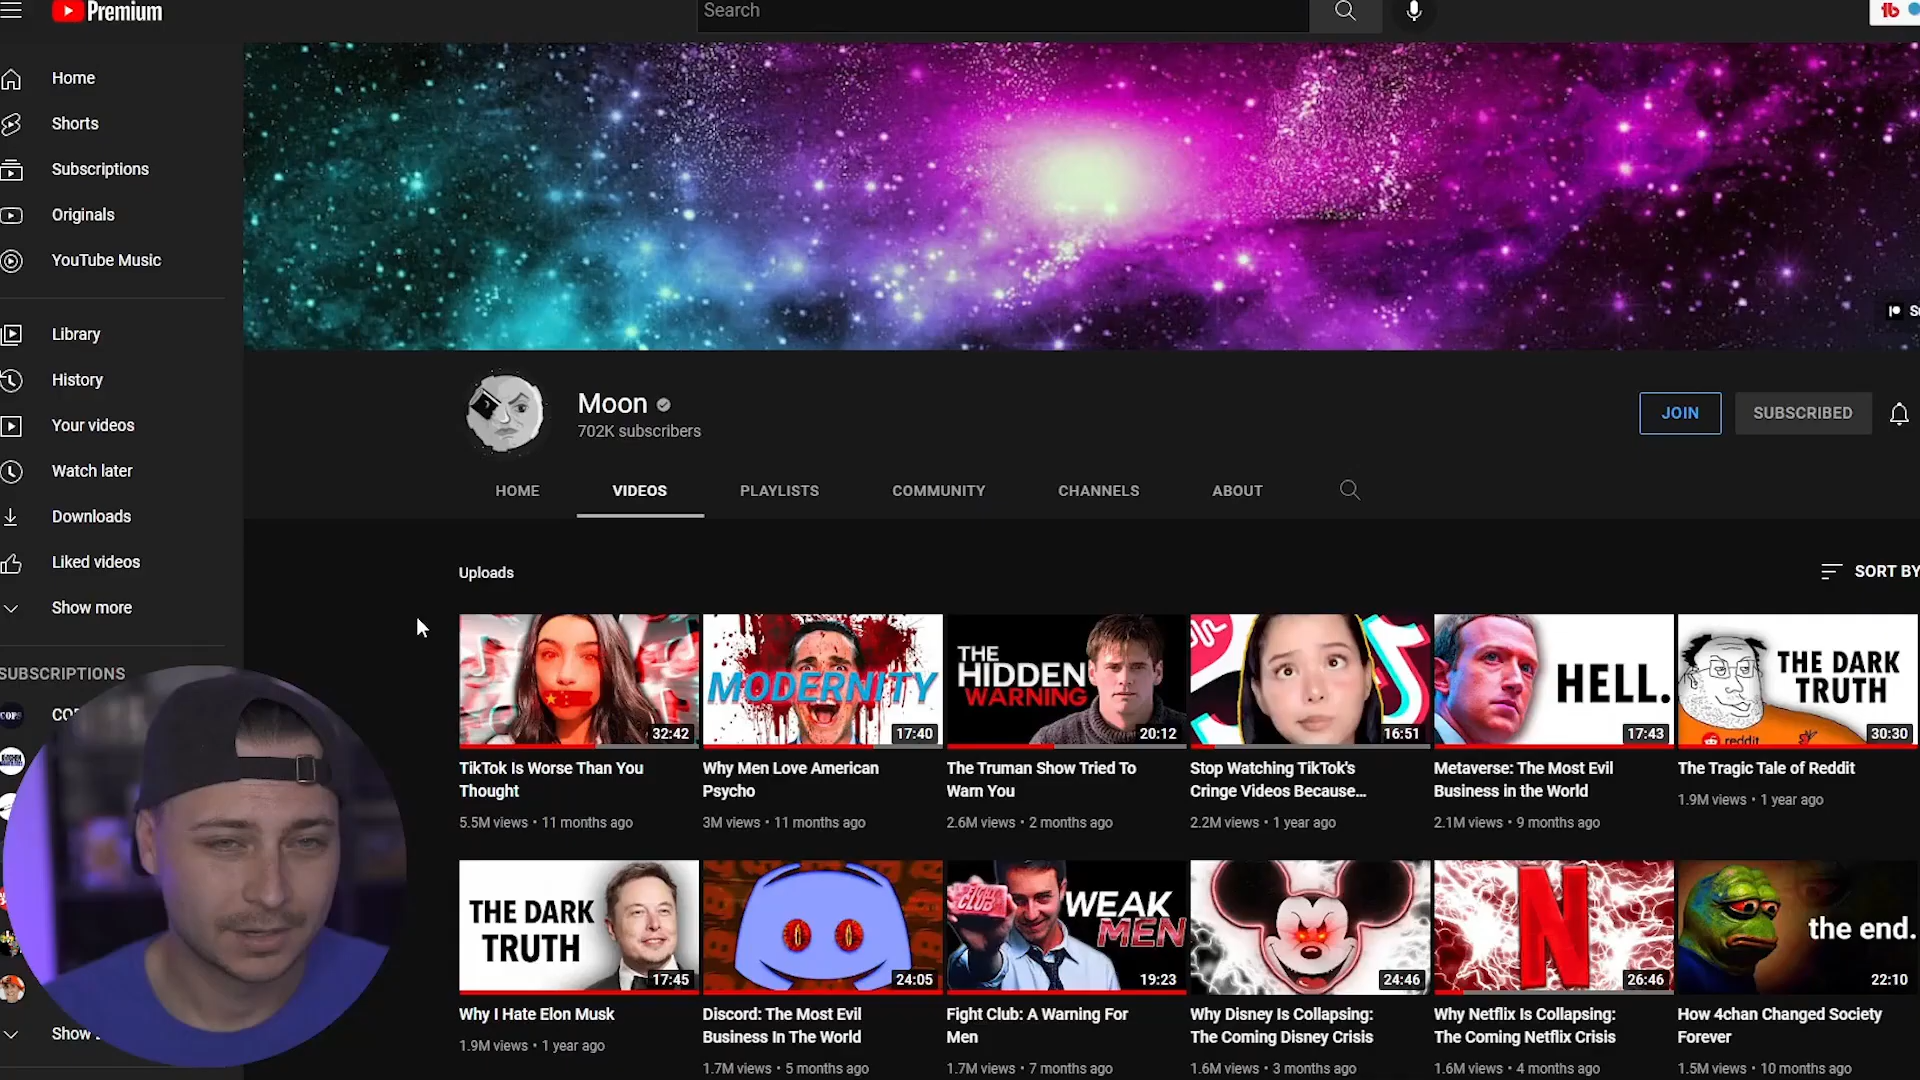 Premium
Search
Home
Shorts
Subscriptions
Originals
YouTube Music
Library
History
Your videos
Watch later
Downloads
Liked videos
Show more
SUBSCRIPTIONS
Show
Moon
702K subscribers
JOIN
SUBSCRIBED
HOME
VIDEOS
PLAYLISTS
COMMUNITY
CHANNELS
ABOUT
Uploads
SORT BY
32:42
TikTok Is Worse Than You
Thought
5.5M views • 11 months ago
MODERNITY
17:40
Why Men Love American
Psycho
3M views • 11 months ago
THE
HIDDEN
WARNING
20:12
The Truman Show Tried To
Warn You
2.6M views • 2 months ago
16:51
Stop Watching TikTok's
Cringe Videos Because...
2.2M views • 1 year ago
HELL.
17:43
Metaverse: The Most Evil
Business in the World
2.1M views • 9 months ago
THE DARK
TRUTH
reddit
30:30
The Tragic Tale of Reddit
1.9M views • 1 year ago
THE DARK
TRUTH
17:45
Why I Hate Elon Musk
1.9M views • 1 year ago
24:05
Discord: The Most Evil
Business In The World
1.7M views • 5 months ago
FIGHT
CLUB
WEAK
MEN
19:23
Fight Club: A Warning For
Men
1.7M views • 7 months ago
24:46
Why Disney Is Collapsing:
The Coming Disney Crisis
1.6M views • 3 months ago
N
26:46
Why Netflix Is Collapsing:
The Coming Netflix Crisis
1.6M views • 4 months ago
the end.
22:10
How 4chan Changed Society
Forever
1.5M views • 10 months ago